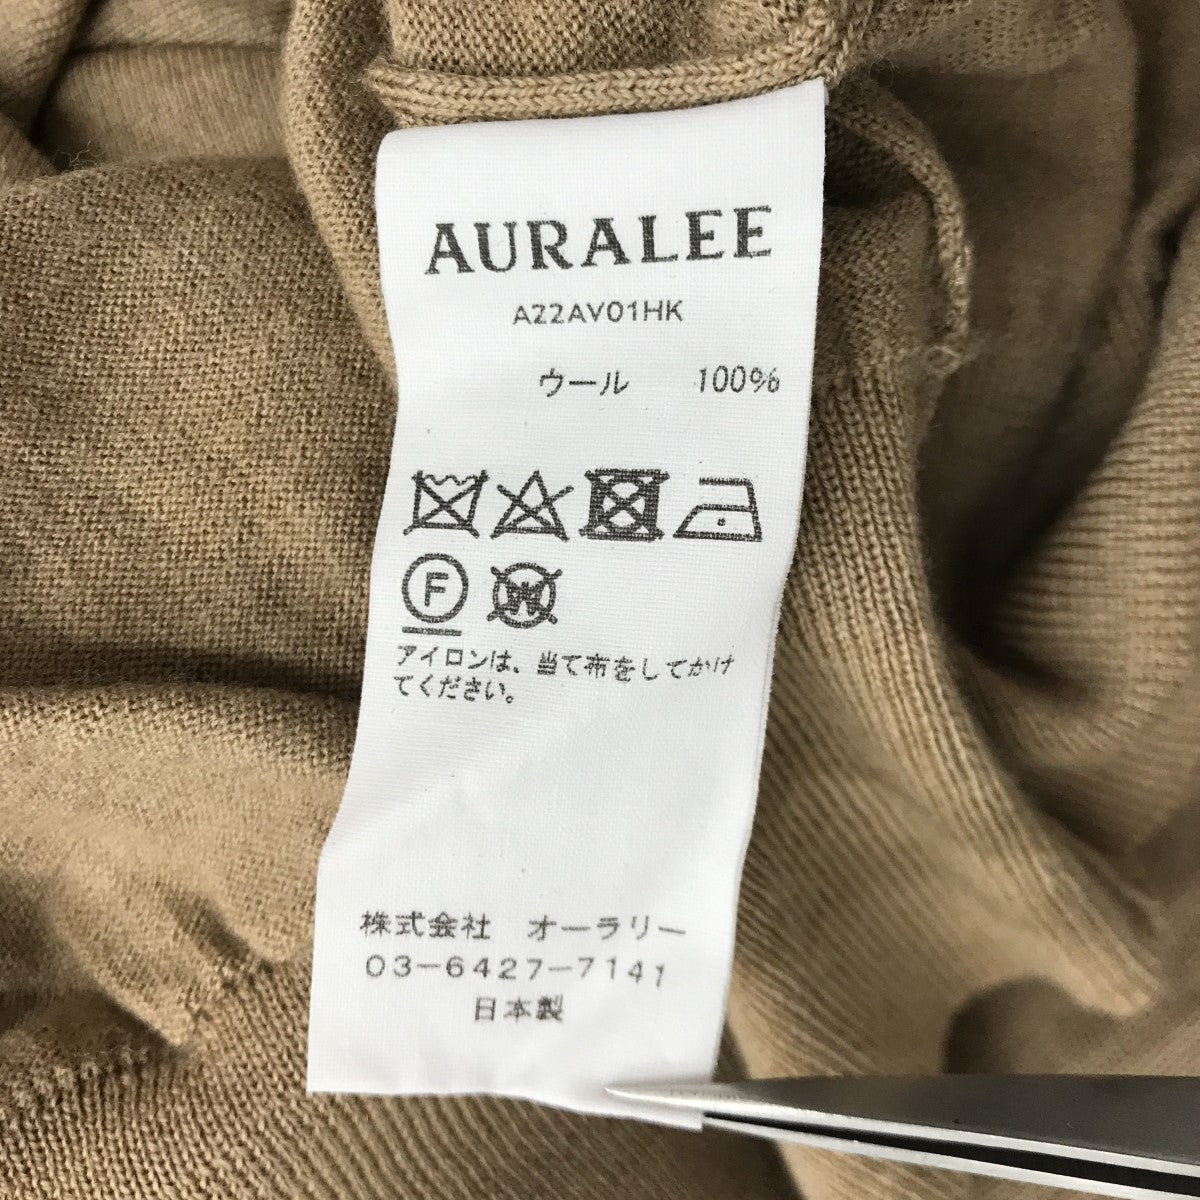 AURALEE
A22AV01HK
ウール 100%
F
W
アイロンは、当て布をしてかけ
てください。
株式会社 オーラリー
03-6427-7141
日本製